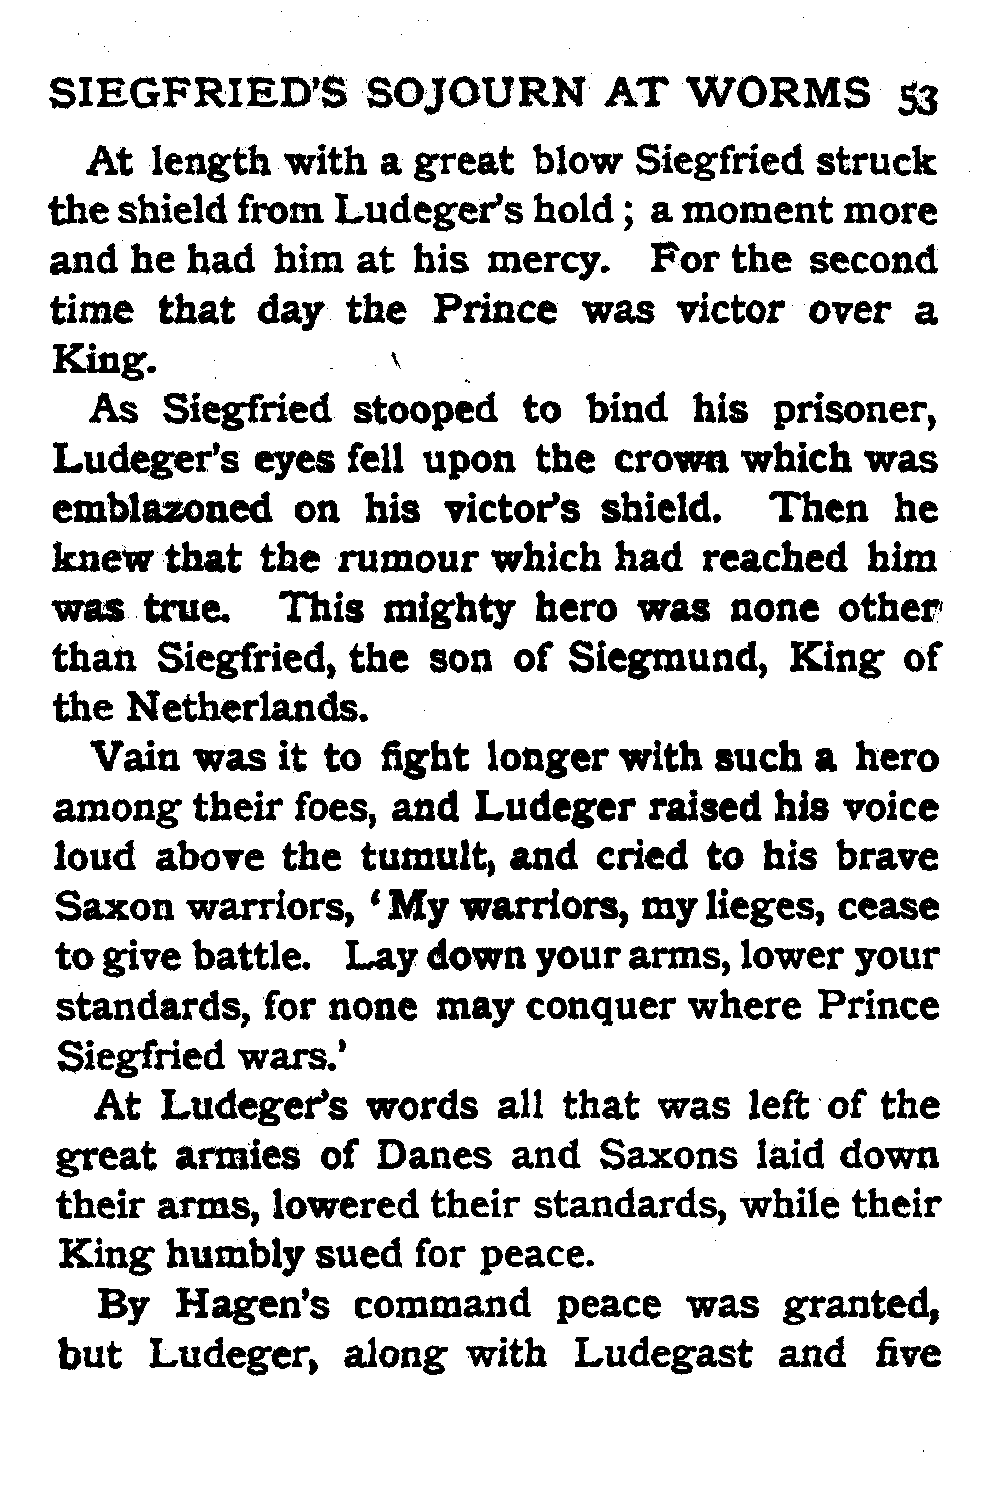 SIEGFRIED'S SOJOURN AT WORMS 53
At length with a great blow Siegfried struck
the shield from Ludeger's hold; a moment more
and he had him at his mercy. For the second
time that day the Prince was victor over a
King.
As Siegfried stooped to bind his prisoner,
Ludeger's eyes fell upon the crown which was
emblazoned on his victor's shield. Then he
knew that the rumour which had reached him
was true. This mighty hero was none other
than Siegfried, the son of Siegmund, King of
the Netherlands.
Vain was it to fight longer with such a hero
among their foes, and Ludeger raised his voice
loud above the tumult, and cried to his brave
Saxon warriors, 'My warriors, my lieges, cease
to give battle. Lay down your arms, lower your
standards, for none may conquer where Prince
Siegfried wars.'
At Ludeger's words all that was left of the
great armies of Danes and Saxons laid down
their arms, lowered their standards, while their
King humbly sued for peace.
By Hagen's command peace was granted,
but Ludeger, along with Ludegast and five